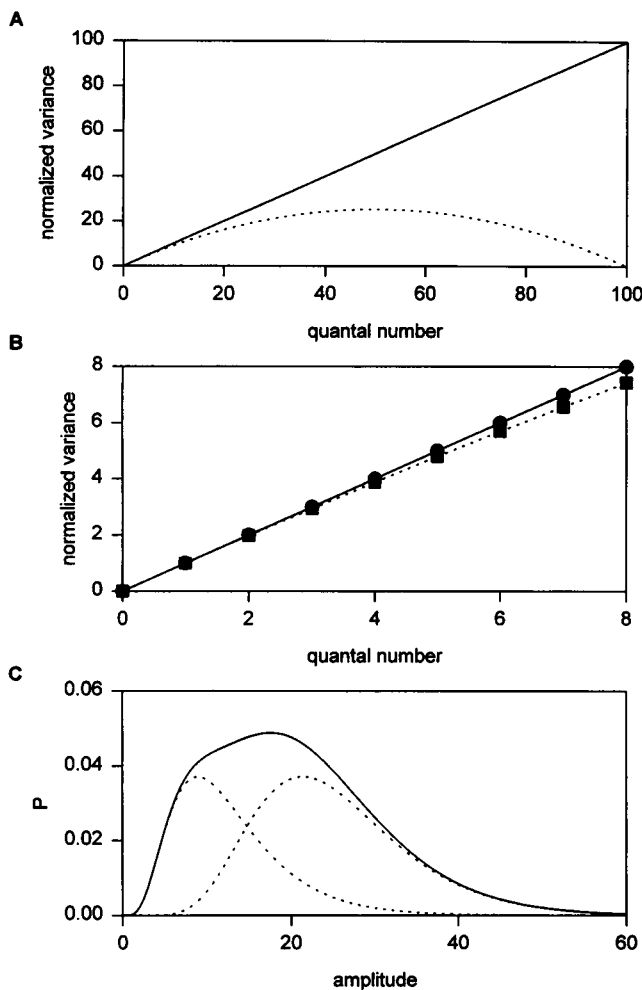 A
normalized variance
100
80
60
40
20
0
0 20 40 60 80 100
quantal number
B
normalized variance
8
6
4
2
0
0 2 4 6 8
quantal number
C
P
0.06
0.04
0.02
0.00
0 20 40 60
amplitude